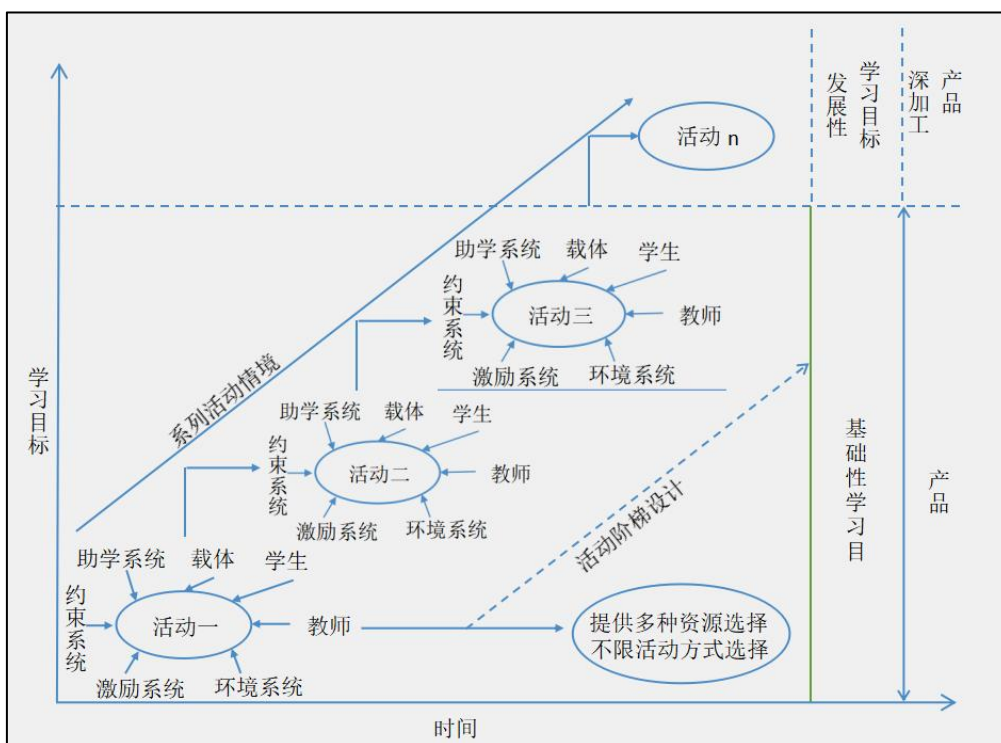 学习目标
发展性
产品
深加工
活动 n
助学系统
载体
学生
约束系统
活动三
教师
激励系统
环境系统
系列活动情境
助学系统
载体
学生
约束系统
活动二
教师
激励系统
环境系统
活动阶梯设计
学习目标
基础性学习目
产品
助学系统
载体
学生
约束系统
活动一
教师
激励系统
环境系统
提供多种资源选择
不限活动方式选择
时间